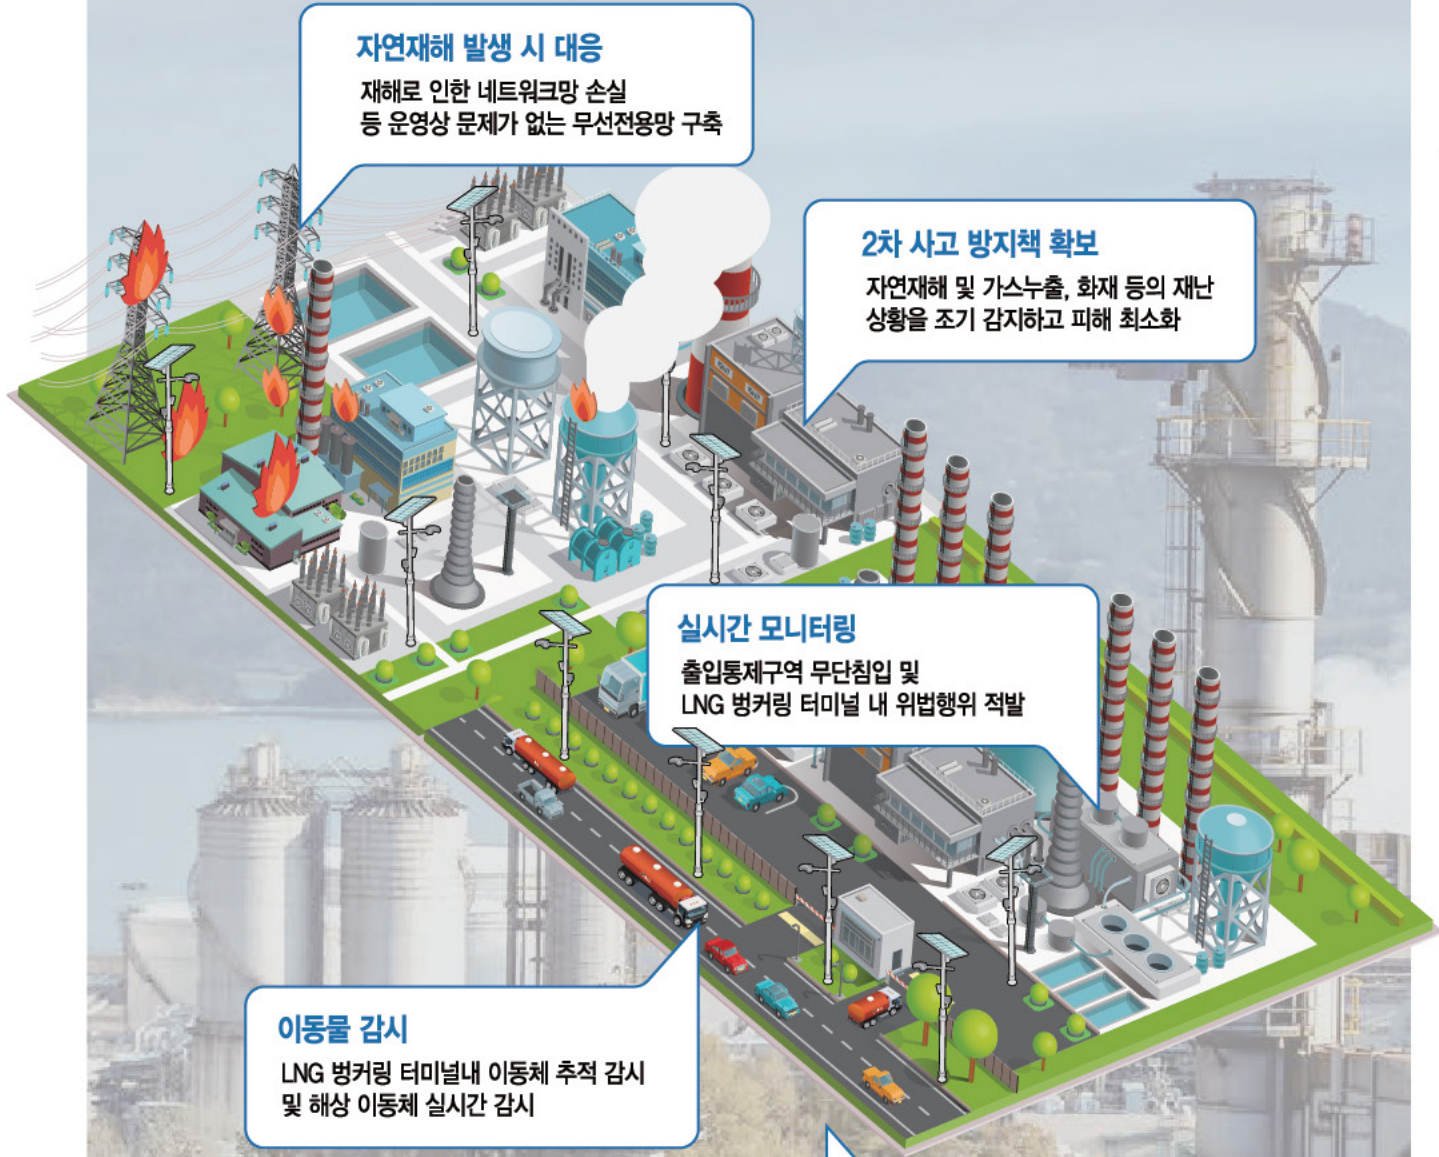 자연재해 발생 시 대응
재해로 인한 네트워크망 손실
등 운영상 문제가 없는 무선전용망 구축
2차 사고 방지책 확보
자연재해 및 가스누출, 화재 등의 재난
상황을 조기 감지하고 피해 최소화
실시간 모니터링
출입통제구역 무단침입 및
LNG 벙커링 터미널 내 위법행위 적발
이동물 감시
LNG 벙커링 터미널내 이동체 추적 감시
및 해상 이동체 실시간 감시